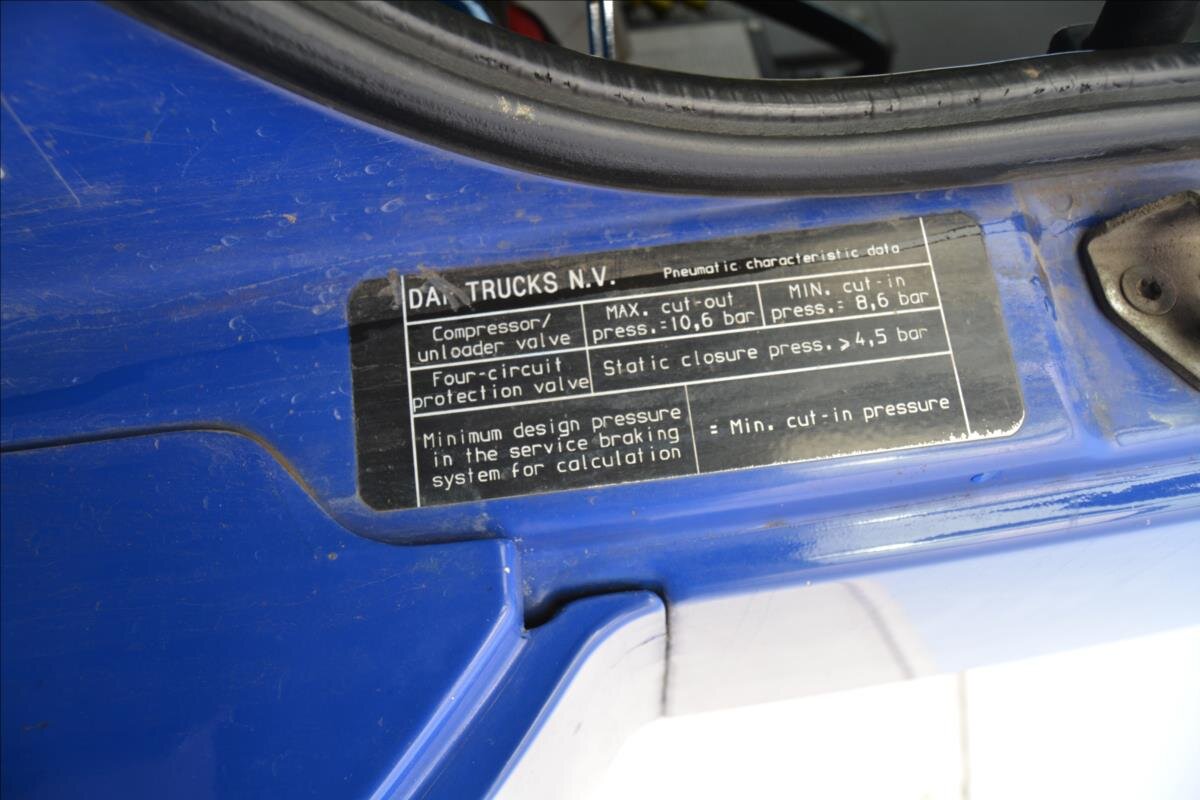 DAF TRUCKS N.V. Pneumatic characteristic data
Compressor/
unloader valve
MAX. cut-out
press.=10,6 bar
MIN. cut-in
press.= 8,6 bar
Four-circuit
protection valve
Static closure press. ⩾4,5 bar
Minimum design pressure
in the service braking
system for calculation
= Min. cut-in pressure